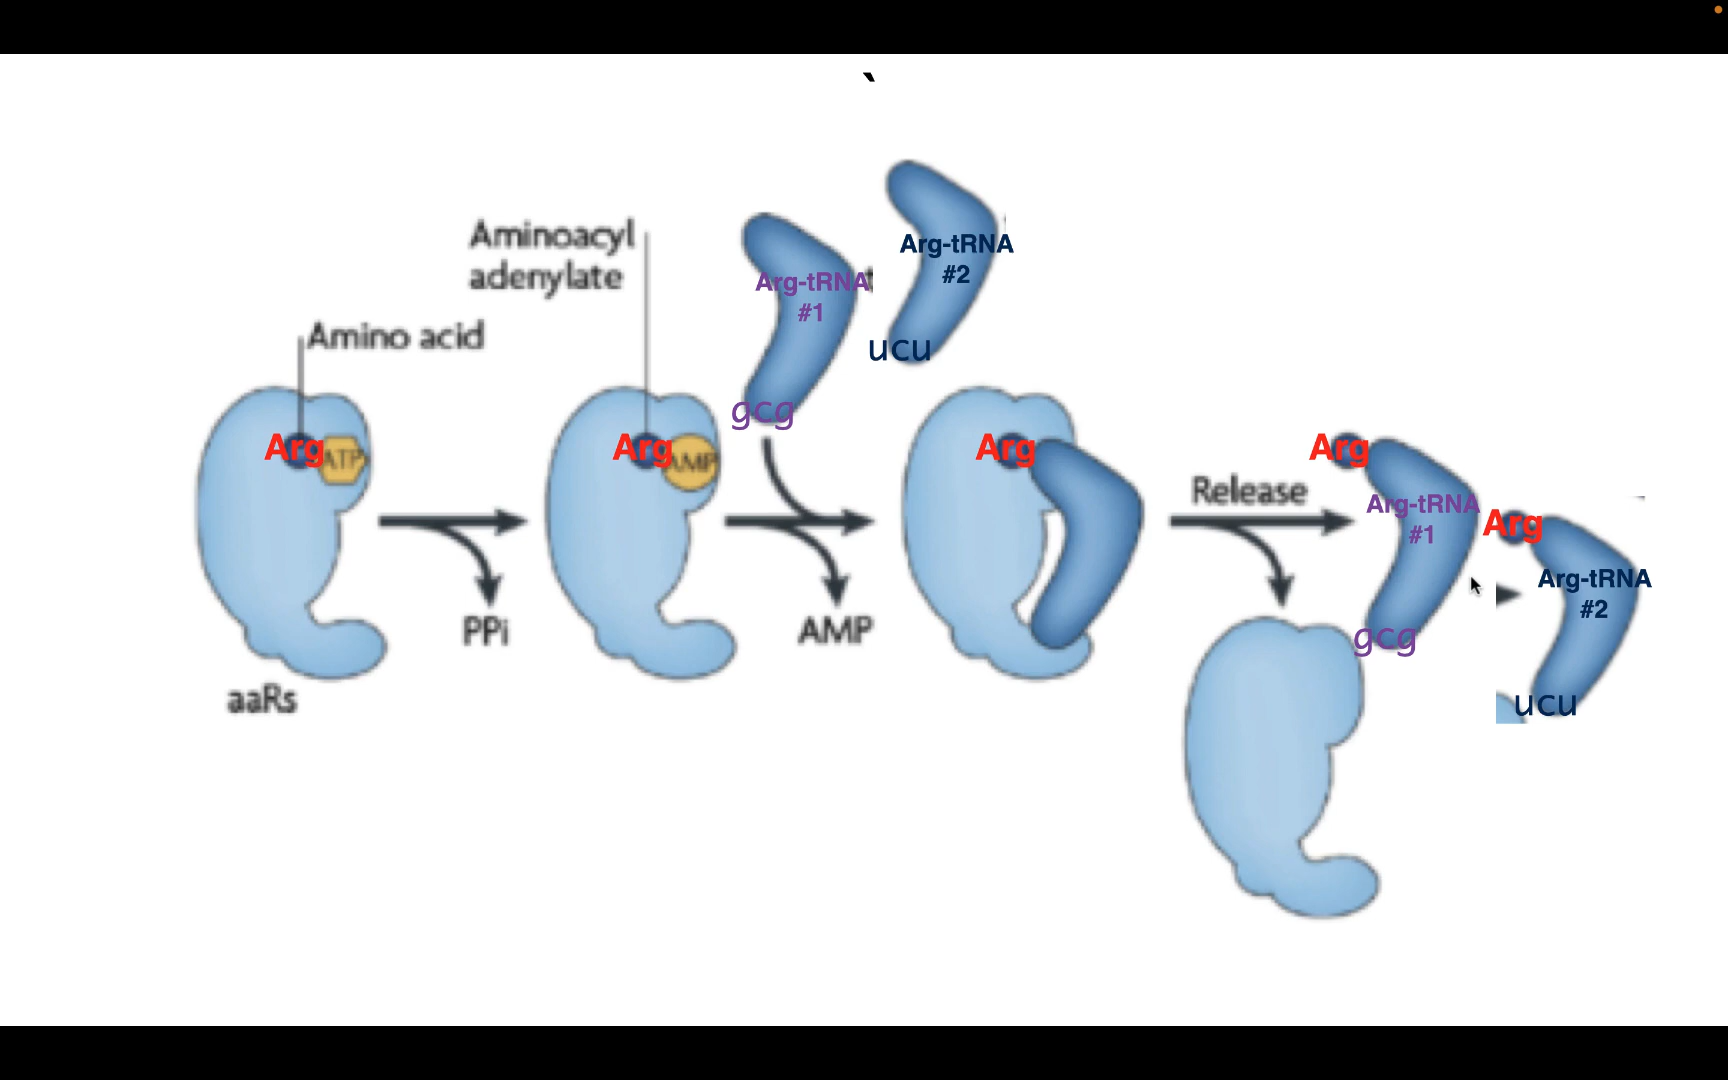 `
Aminoacyl
adenylate
Amino acid
Arg-tRNA
#1
gcg
Arg-tRNA
#2
ucu
Arg
ATP
Arg
AMP
Arg
PPi
AMP
aaRs
Release
Arg
Arg-tRNA
#1
gcg
Arg
Arg-tRNA
#2
ucu